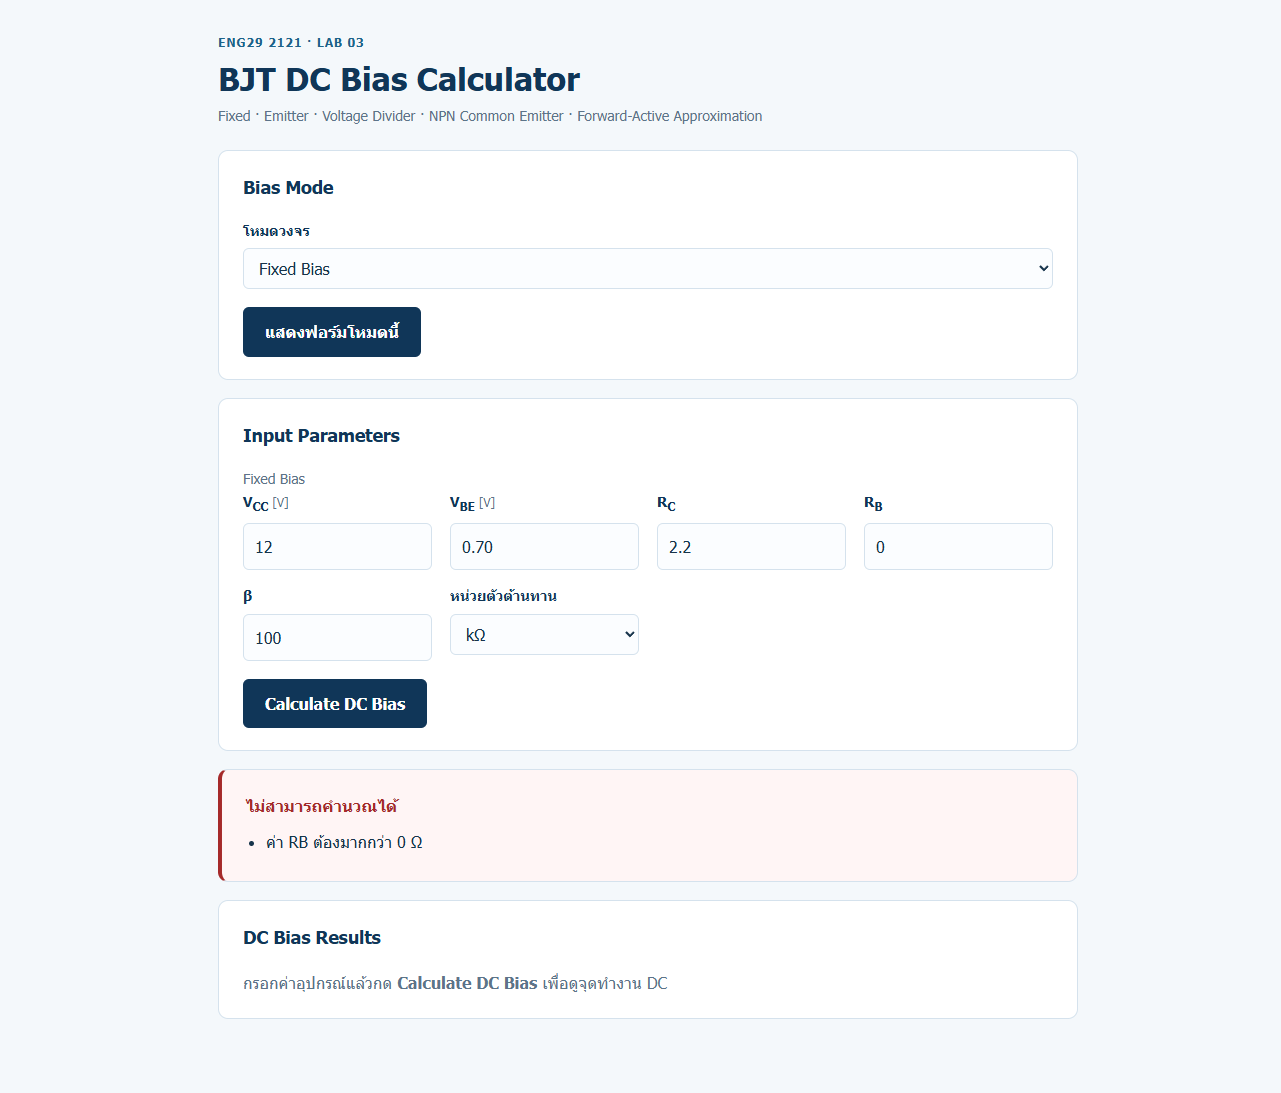 ENG29 2121 · LAB 03
BJT DC Bias Calculator
Fixed · Emitter · Voltage Divider · NPN Common Emitter · Forward-Active Approximation
Bias Mode
โหมดวงจร
Fixed Bias
แสดงฟอร์มโหมดนี้
Input Parameters
Fixed Bias
VCC [V] VBE [V] RC RB
12 0.70 2.2 0
β หน่วยตัวต้านทาน
100 kΩ
Calculate DC Bias
ไม่สามารถคำนวณได้
• ค่า RB ต้องมากกว่า 0 Ω
DC Bias Results
กรอกค่าอุปกรณ์แล้วกด Calculate DC Bias เพื่อดูจุดทำงาน DC